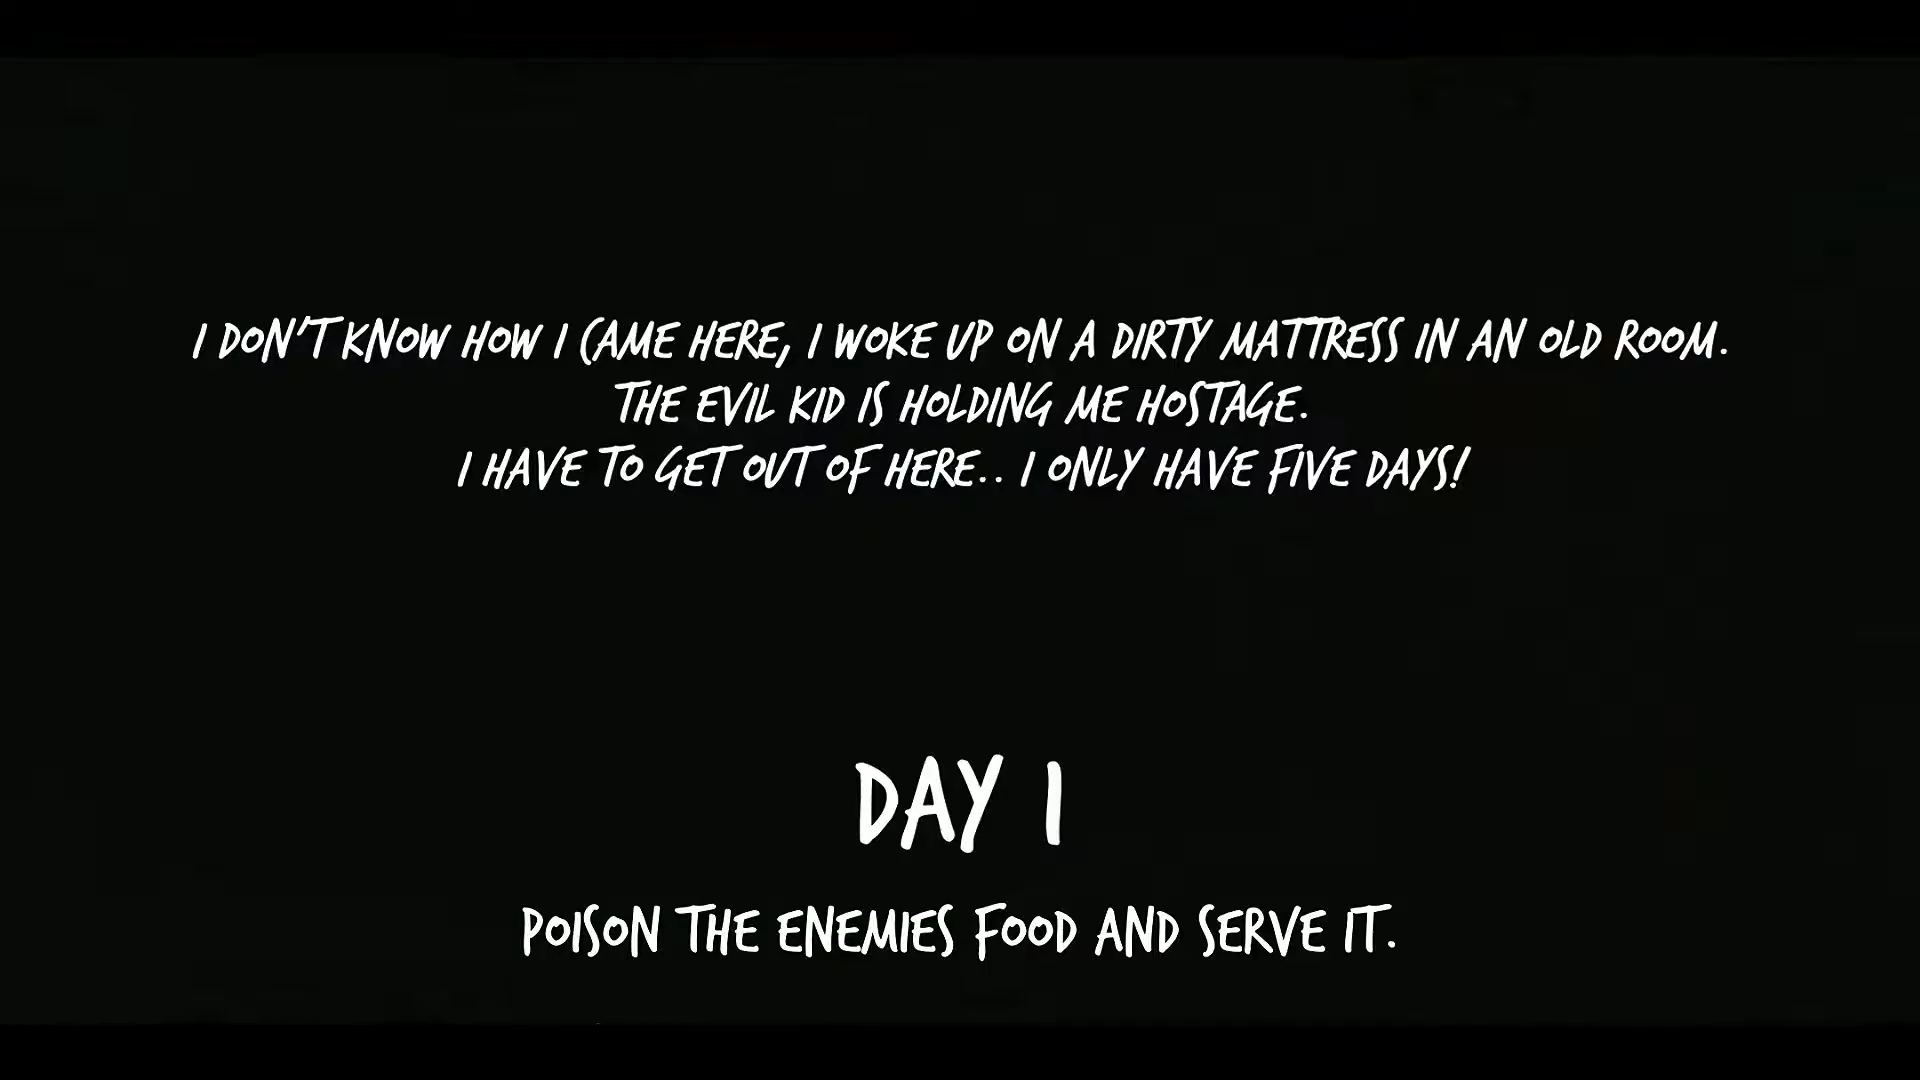 I DON'T KNOW HOW I CAME HERE, I WOKE UP ON A DIRTY MATTRESS IN AN OLD ROOM.
THE EVIL KID IS HOLDING ME HOSTAGE.
I HAVE TO GET OUT OF HERE.. I ONLY HAVE FIVE DAYS!
DAY 1
POISON THE ENEMIES FOOD AND SERVE IT.